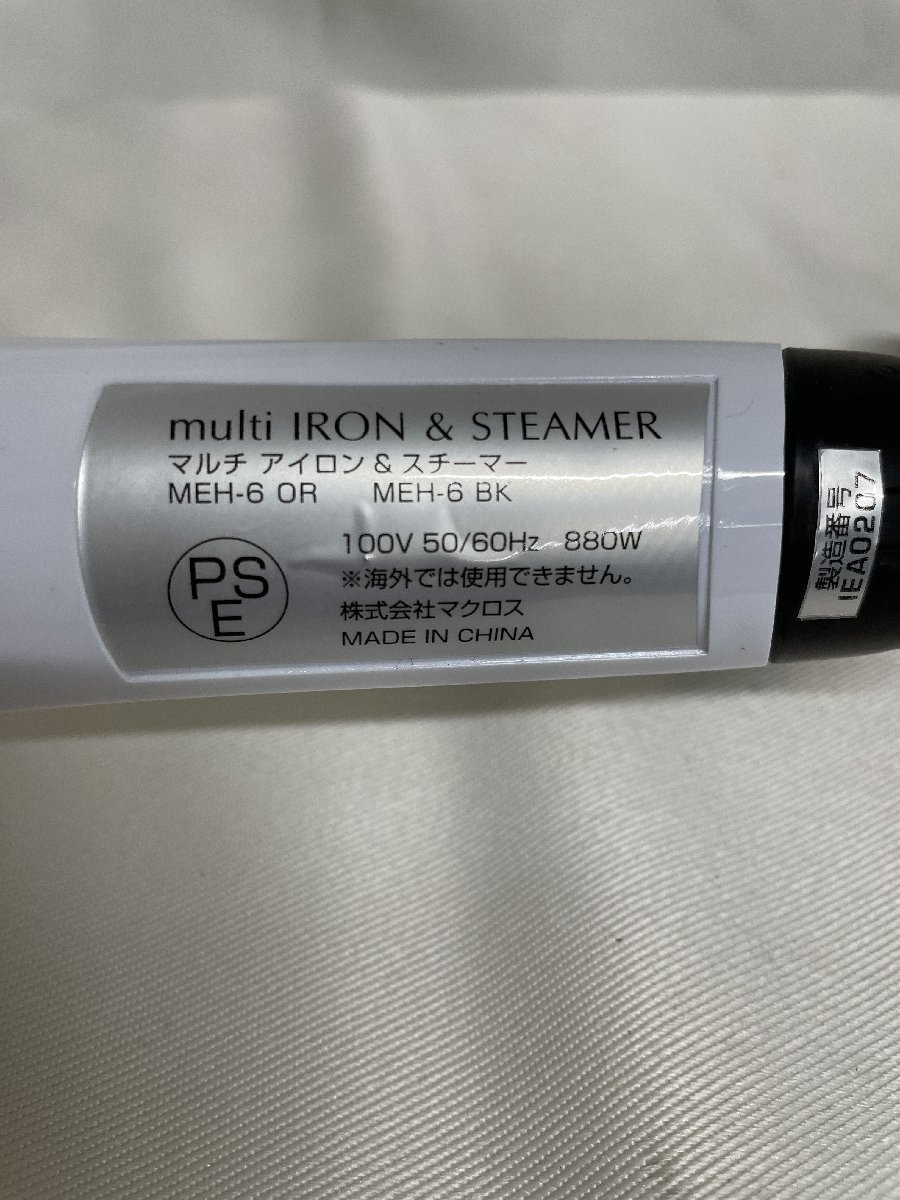 multi IRON & STEAMER
マルチ アイロン & スチーマー
MEH-6 OR MEH-6 BK
PS
E
100V 50/60Hz 880W
※海外では使用できません。
株式会社マクロス
MADE IN CHINA
製造番号
IEA0207